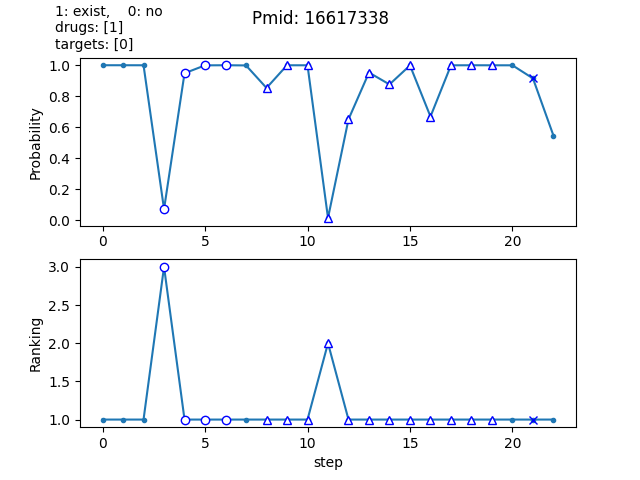 1: exist,    0: no
drugs: [1]
targets: [0]
Pmid: 16617338
1.0
0.8
0.6
0.4
0.2
0.0
Probability
0 5 10 15 20
3.0
2.5
2.0
1.5
1.0
Ranking
0 5 10 15 20
step